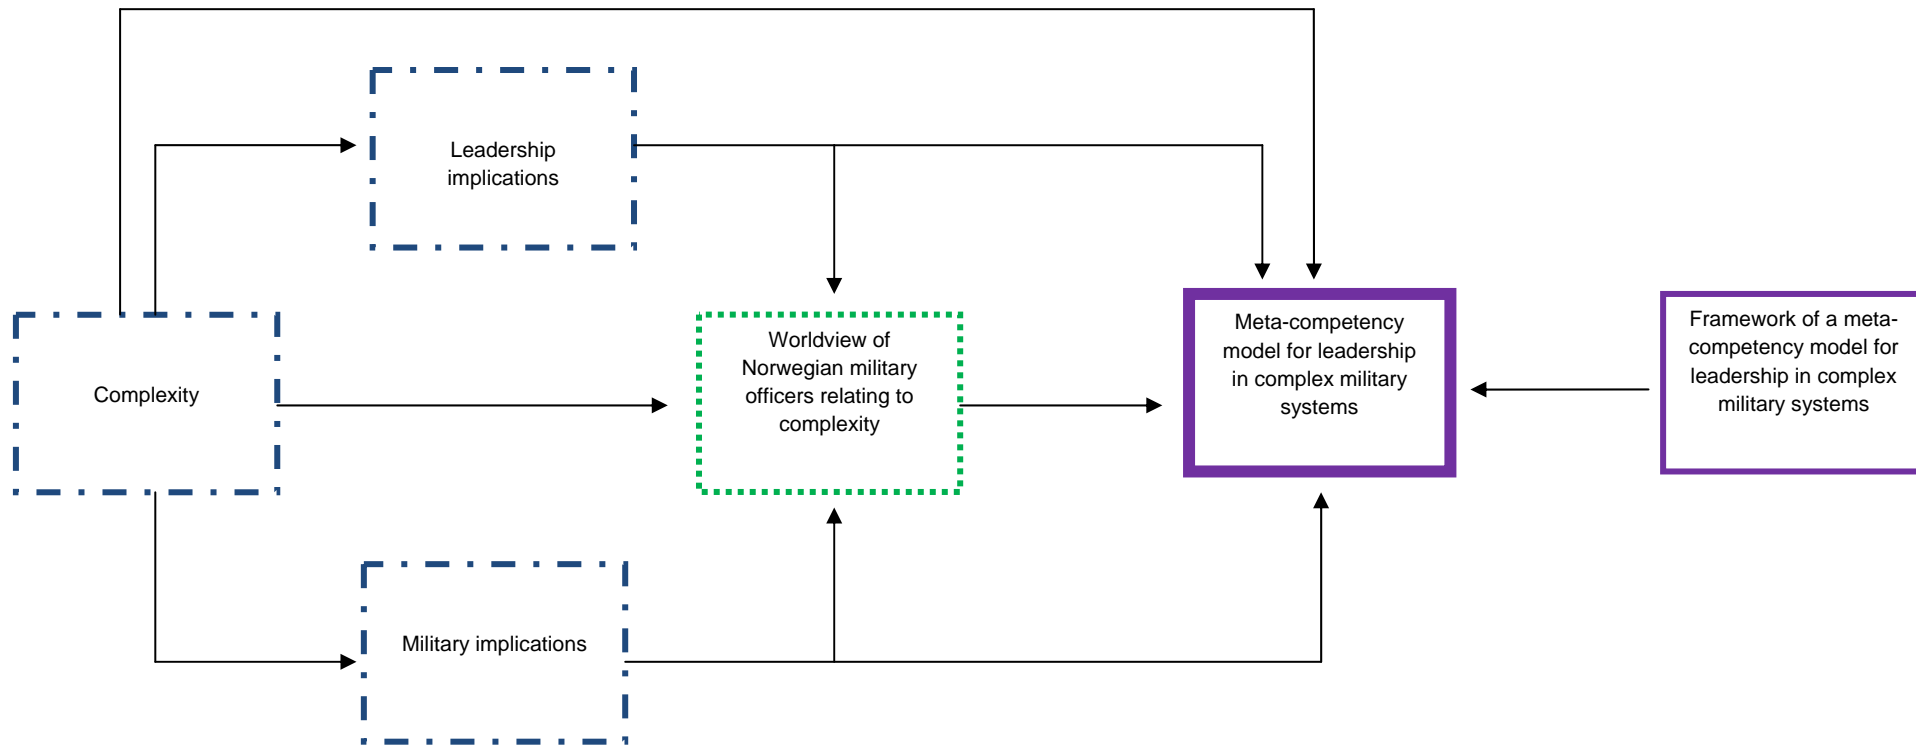 Leadership
implications
Complexity
Worldview of
Norwegian military
officers relating to
complexity
Meta-competency
model for leadership
in complex military
systems
Framework of a meta-
competency model for
leadership in complex
military systems
Military implications